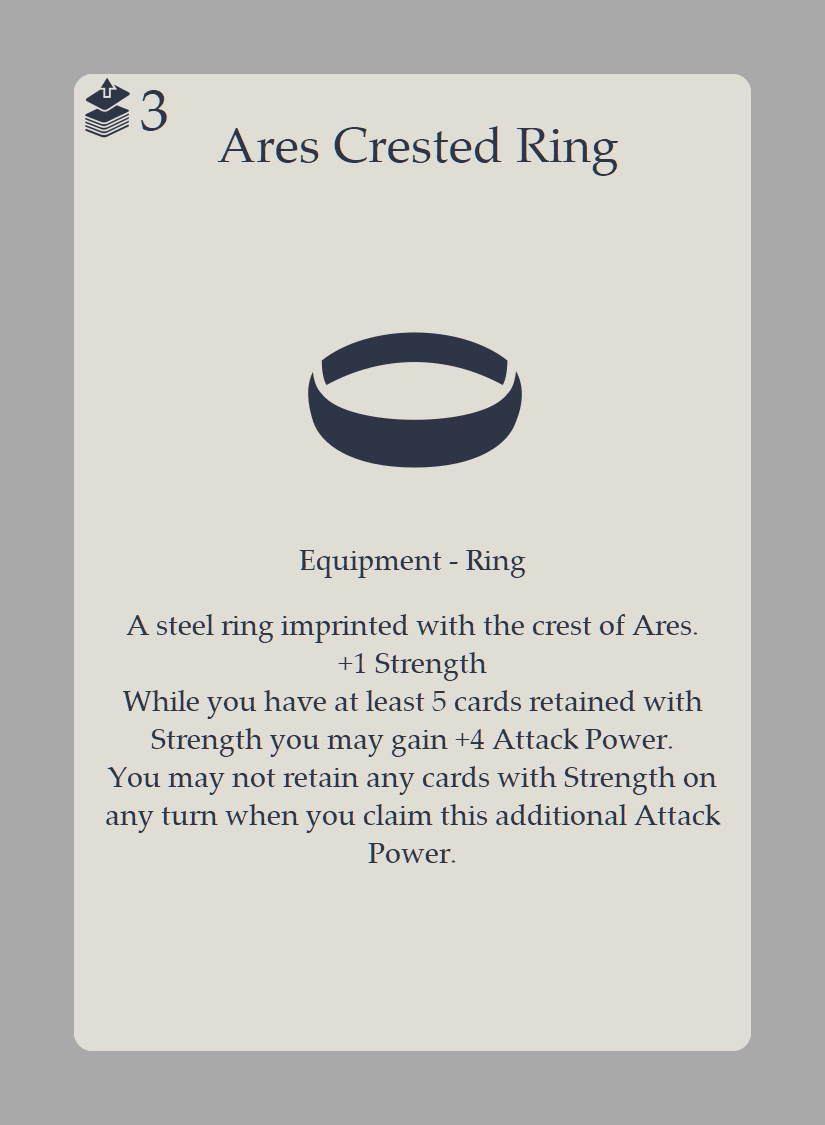 3
Ares Crested Ring
Equipment - Ring
A steel ring imprinted with the crest of Ares.
+1 Strength
While you have at least 5 cards retained with
Strength you may gain +4 Attack Power.
You may not retain any cards with Strength on
any turn when you claim this additional Attack
Power.